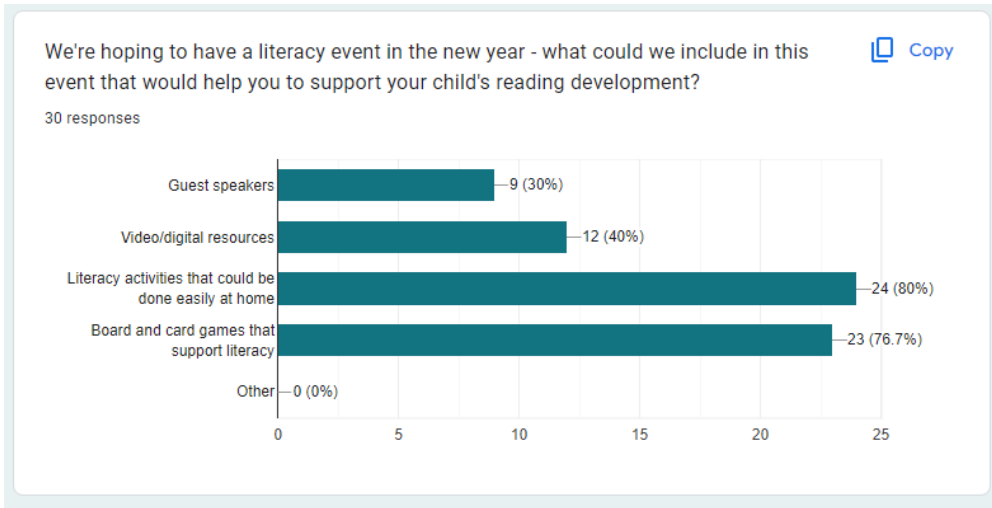 We're hoping to have a literacy event in the new year - what could we include in this
Copy
event that would help you to support your child's reading development?
30 responses
Guest speakers
9 (30%)
Video/digital resources
12 (40%)
Literacy activities that could be
done easily at home
24 (80%)
Board and card games that
support literacy
23 (76.7%)
Other
0 (0%)
0 5 10 15 20 25